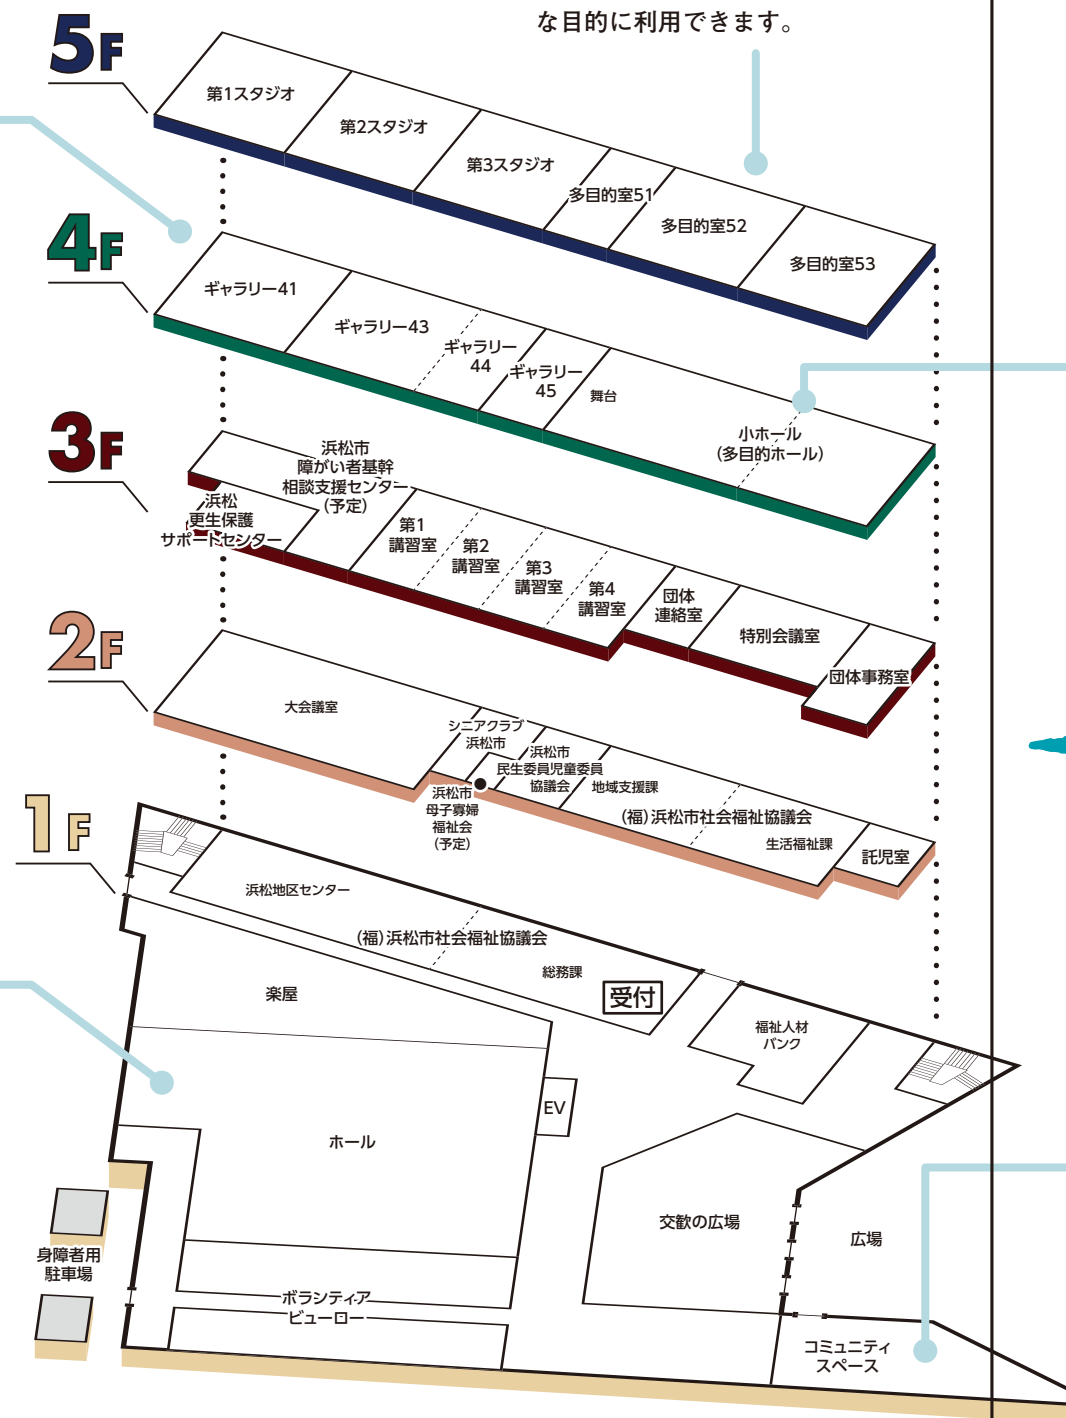 な目的に利用できます。
5F
第1スタジオ
第2スタジオ
第3スタジオ
多目的室51
多目的室52
多目的室53
4F
ギャラリー41
ギャラリー43
ギャラリー
44
ギャラリー
45
舞台
小ホール
(多目的ホール)
3F
浜松市
障がい者基幹
相談支援センター
(予定)
浜松
更生保護
サポートセンター
第1
講習室
第2
講習室
第3
講習室
第4
講習室
団体
連絡室
特別会議室
団体事務室
2F
大会議室
シニアクラブ
浜松市
浜松市
民生委員児童委員
協議会
浜松市
母子寡婦
福祉会
(予定)
地域支援課
(福)浜松市社会福祉協議会
生活福祉課
託児室
1F
浜松地区センター
(福)浜松市社会福祉協議会
総務課
受付
楽屋
福祉人材
バンク
EV
ホール
交歓の広場
広場
身障者用
駐車場
ボランティア
ビューロー
コミュニティ
スペース